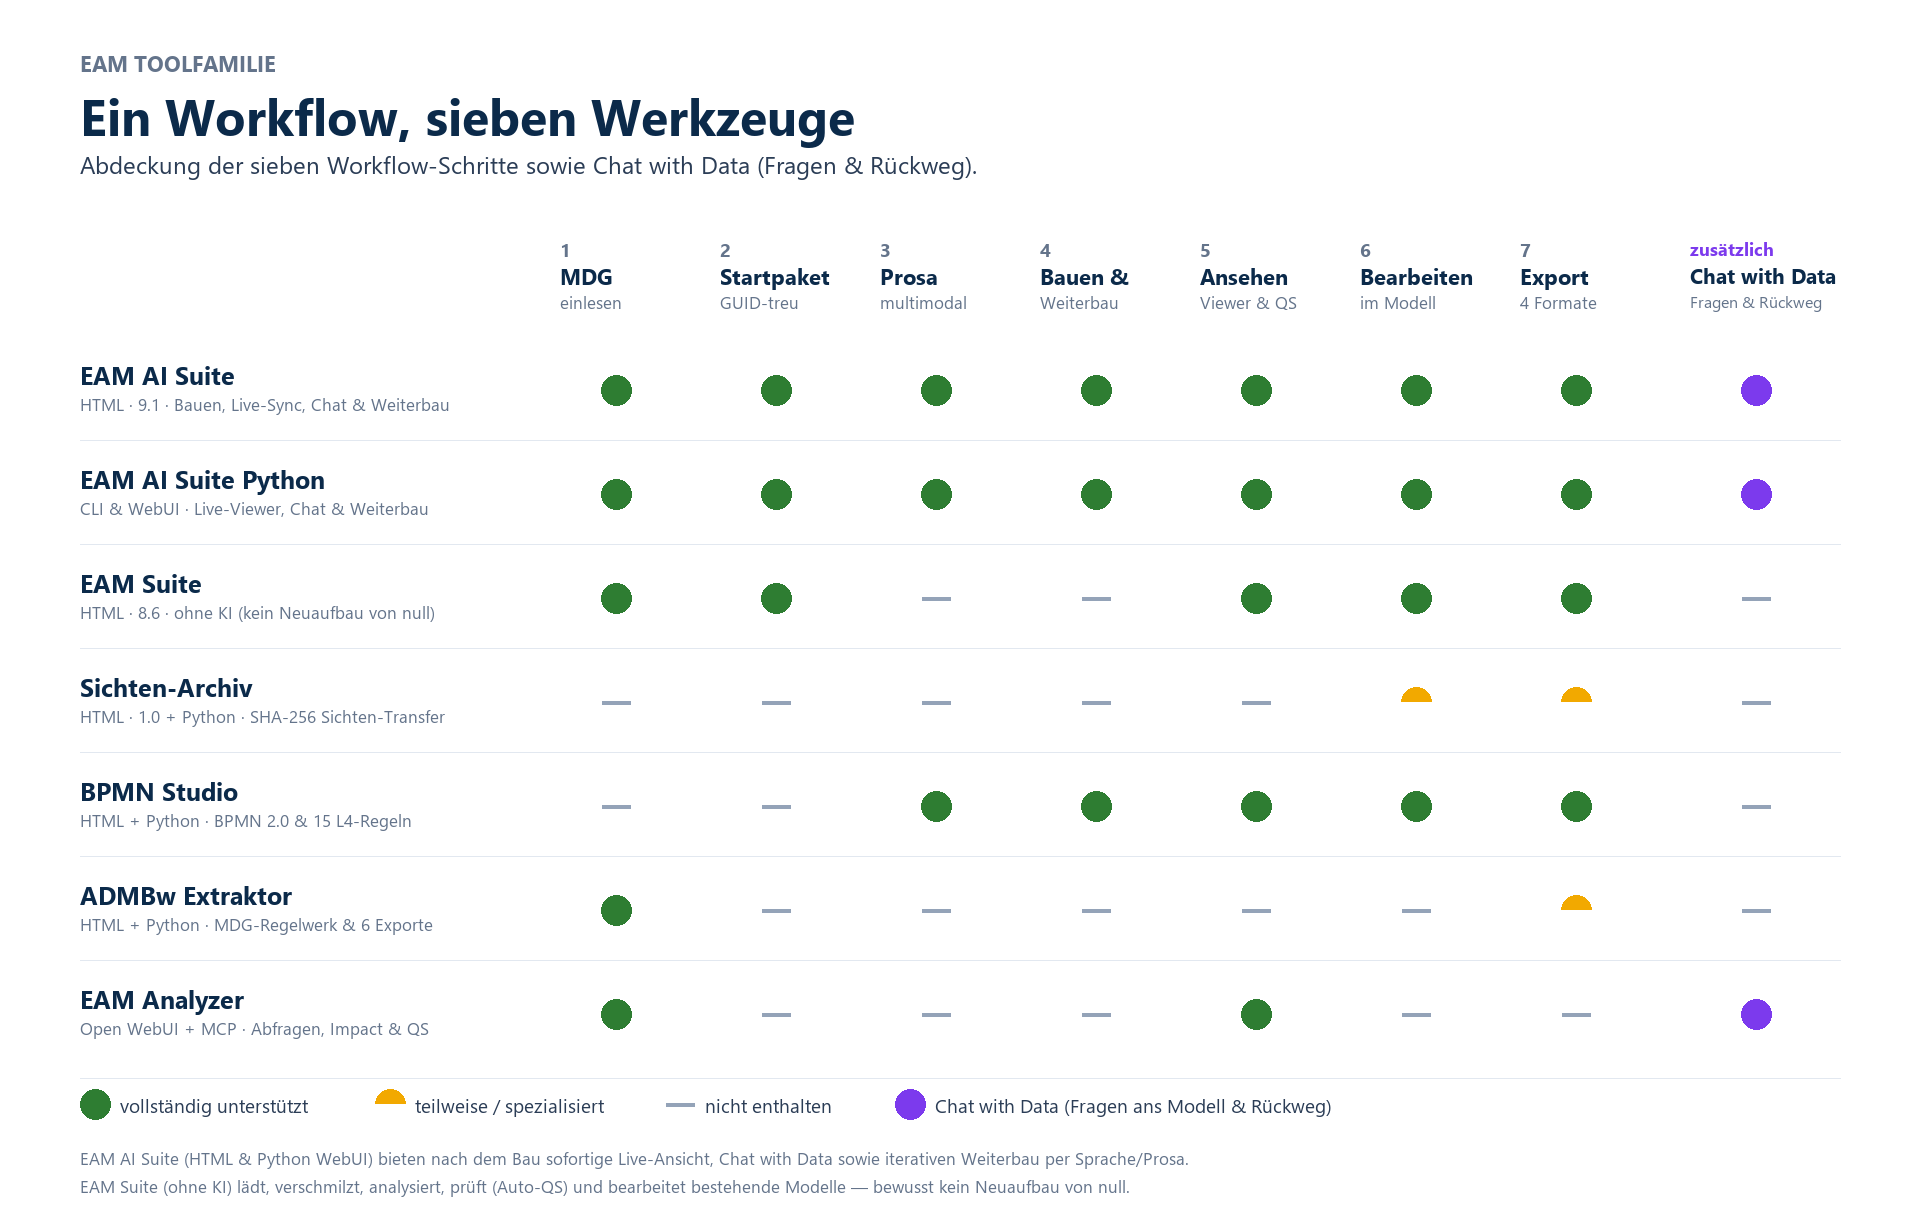 EAM TOOLFAMILIE
Ein Workflow, sieben Werkzeuge
Abdeckung der sieben Workflow-Schritte sowie Chat with Data (Fragen & Rückweg).
1 2 3 4 5 6 7 zusätzlich
MDG Startpaket Prosa Bauen & Ansehen Bearbeiten Export Chat with Data
einlesen GUID-treu multimodal Weiterbau Viewer & QS im Modell 4 Formate Fragen & Rückweg
EAM AI Suite
HTML · 9.1 · Bauen, Live-Sync, Chat & Weiterbau
EAM AI Suite Python
CLI & WebUI · Live-Viewer, Chat & Weiterbau
EAM Suite
HTML · 8.6 · ohne KI (kein Neuaufbau von null)
Sichten-Archiv
HTML · 1.0 + Python · SHA-256 Sichten-Transfer
BPMN Studio
HTML + Python · BPMN 2.0 & 15 L4-Regeln
ADMBw Extraktor
HTML + Python · MDG-Regelwerk & 6 Exporte
EAM Analyzer
Open WebUI + MCP · Abfragen, Impact & QS
vollständig unterstützt teilweise / spezialisiert nicht enthalten Chat with Data (Fragen ans Modell & Rückweg)
EAM AI Suite (HTML & Python WebUI) bieten nach dem Bau sofortige Live-Ansicht, Chat with Data sowie iterativen Weiterbau per Sprache/Prosa.
EAM Suite (ohne KI) lädt, verschmilzt, analysiert, prüft (Auto-QS) und bearbeitet bestehende Modelle — bewusst kein Neuaufbau von null.